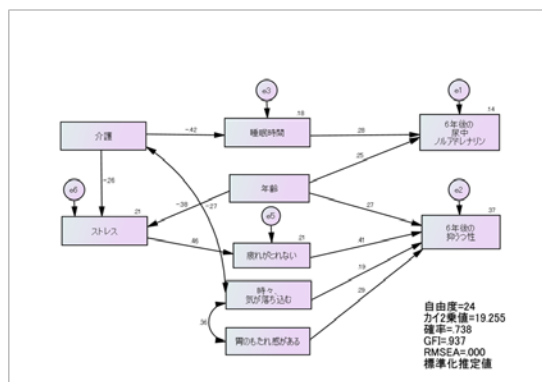 e3
e1
18
14
介護
-.42
睡眠時間
.28
6年後の
尿中
ノルアドレナリン
.25
-.26
年齢
e6
-.38
-.27
.27
e2
e5
21
21
37
ストレス
.46
疲れがとれない
.41
6年後の
抑うつ性
.19
時々、
気が落ち込む
.29
.36
胃のもたれ感がある
自由度=24
カイ2乗値=19.255
確率=.738
GFI=.937
RMSEA=.000
標準化推定値